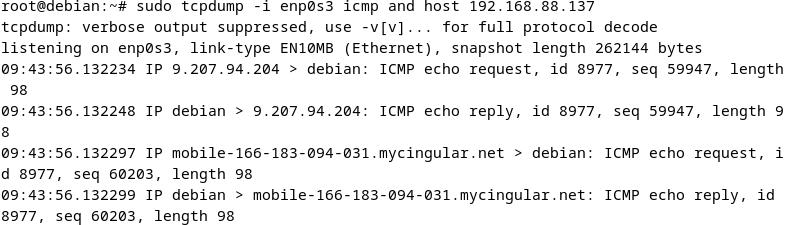 root@debian:~# sudo tcpdump -i enp0s3 icmp and host 192.168.88.137
tcpdump: verbose output suppressed, use -v[v]... for full protocol decode
listening on enp0s3, link-type EN10MB (Ethernet), snapshot length 262144 bytes
09:43:56.132234 IP 9.207.94.204 > debian: ICMP echo request, id 8977, seq 59947, length
 98
09:43:56.132248 IP debian > 9.207.94.204: ICMP echo reply, id 8977, seq 59947, length 9
8
09:43:56.132297 IP mobile-166-183-094-031.mycingular.net > debian: ICMP echo request, i
d 8977, seq 60203, length 98
09:43:56.132299 IP debian > mobile-166-183-094-031.mycingular.net: ICMP echo reply, id
8977, seq 60203, length 98